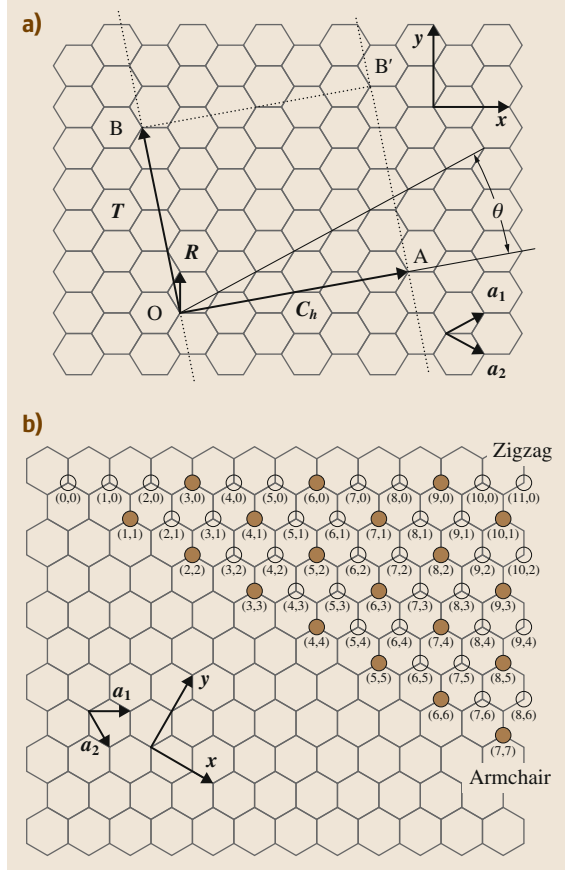 a)
y
B′
x
B
T
θ
R
A
O
C_h
a_1
a_2
b)
Zigzag
(0,0) (1,0) (2,0) (3,0) (4,0) (5,0) (6,0) (7,0) (8,0) (9,0) (10,0) (11,0)
(1,1) (2,1) (3,1) (4,1) (5,1) (6,1) (7,1) (8,1) (9,1) (10,1)
(2,2) (3,2) (4,2) (5,2) (6,2) (7,2) (8,2) (9,2) (10,2)
(3,3) (4,3) (5,3) (6,3) (7,3) (8,3) (9,3)
(4,4) (5,4) (6,4) (7,4) (8,4) (9,4)
(5,5) (6,5) (7,5) (8,5)
y
a_1
(6,6) (7,6) (8,6)
a_2
x
(7,7)
Armchair